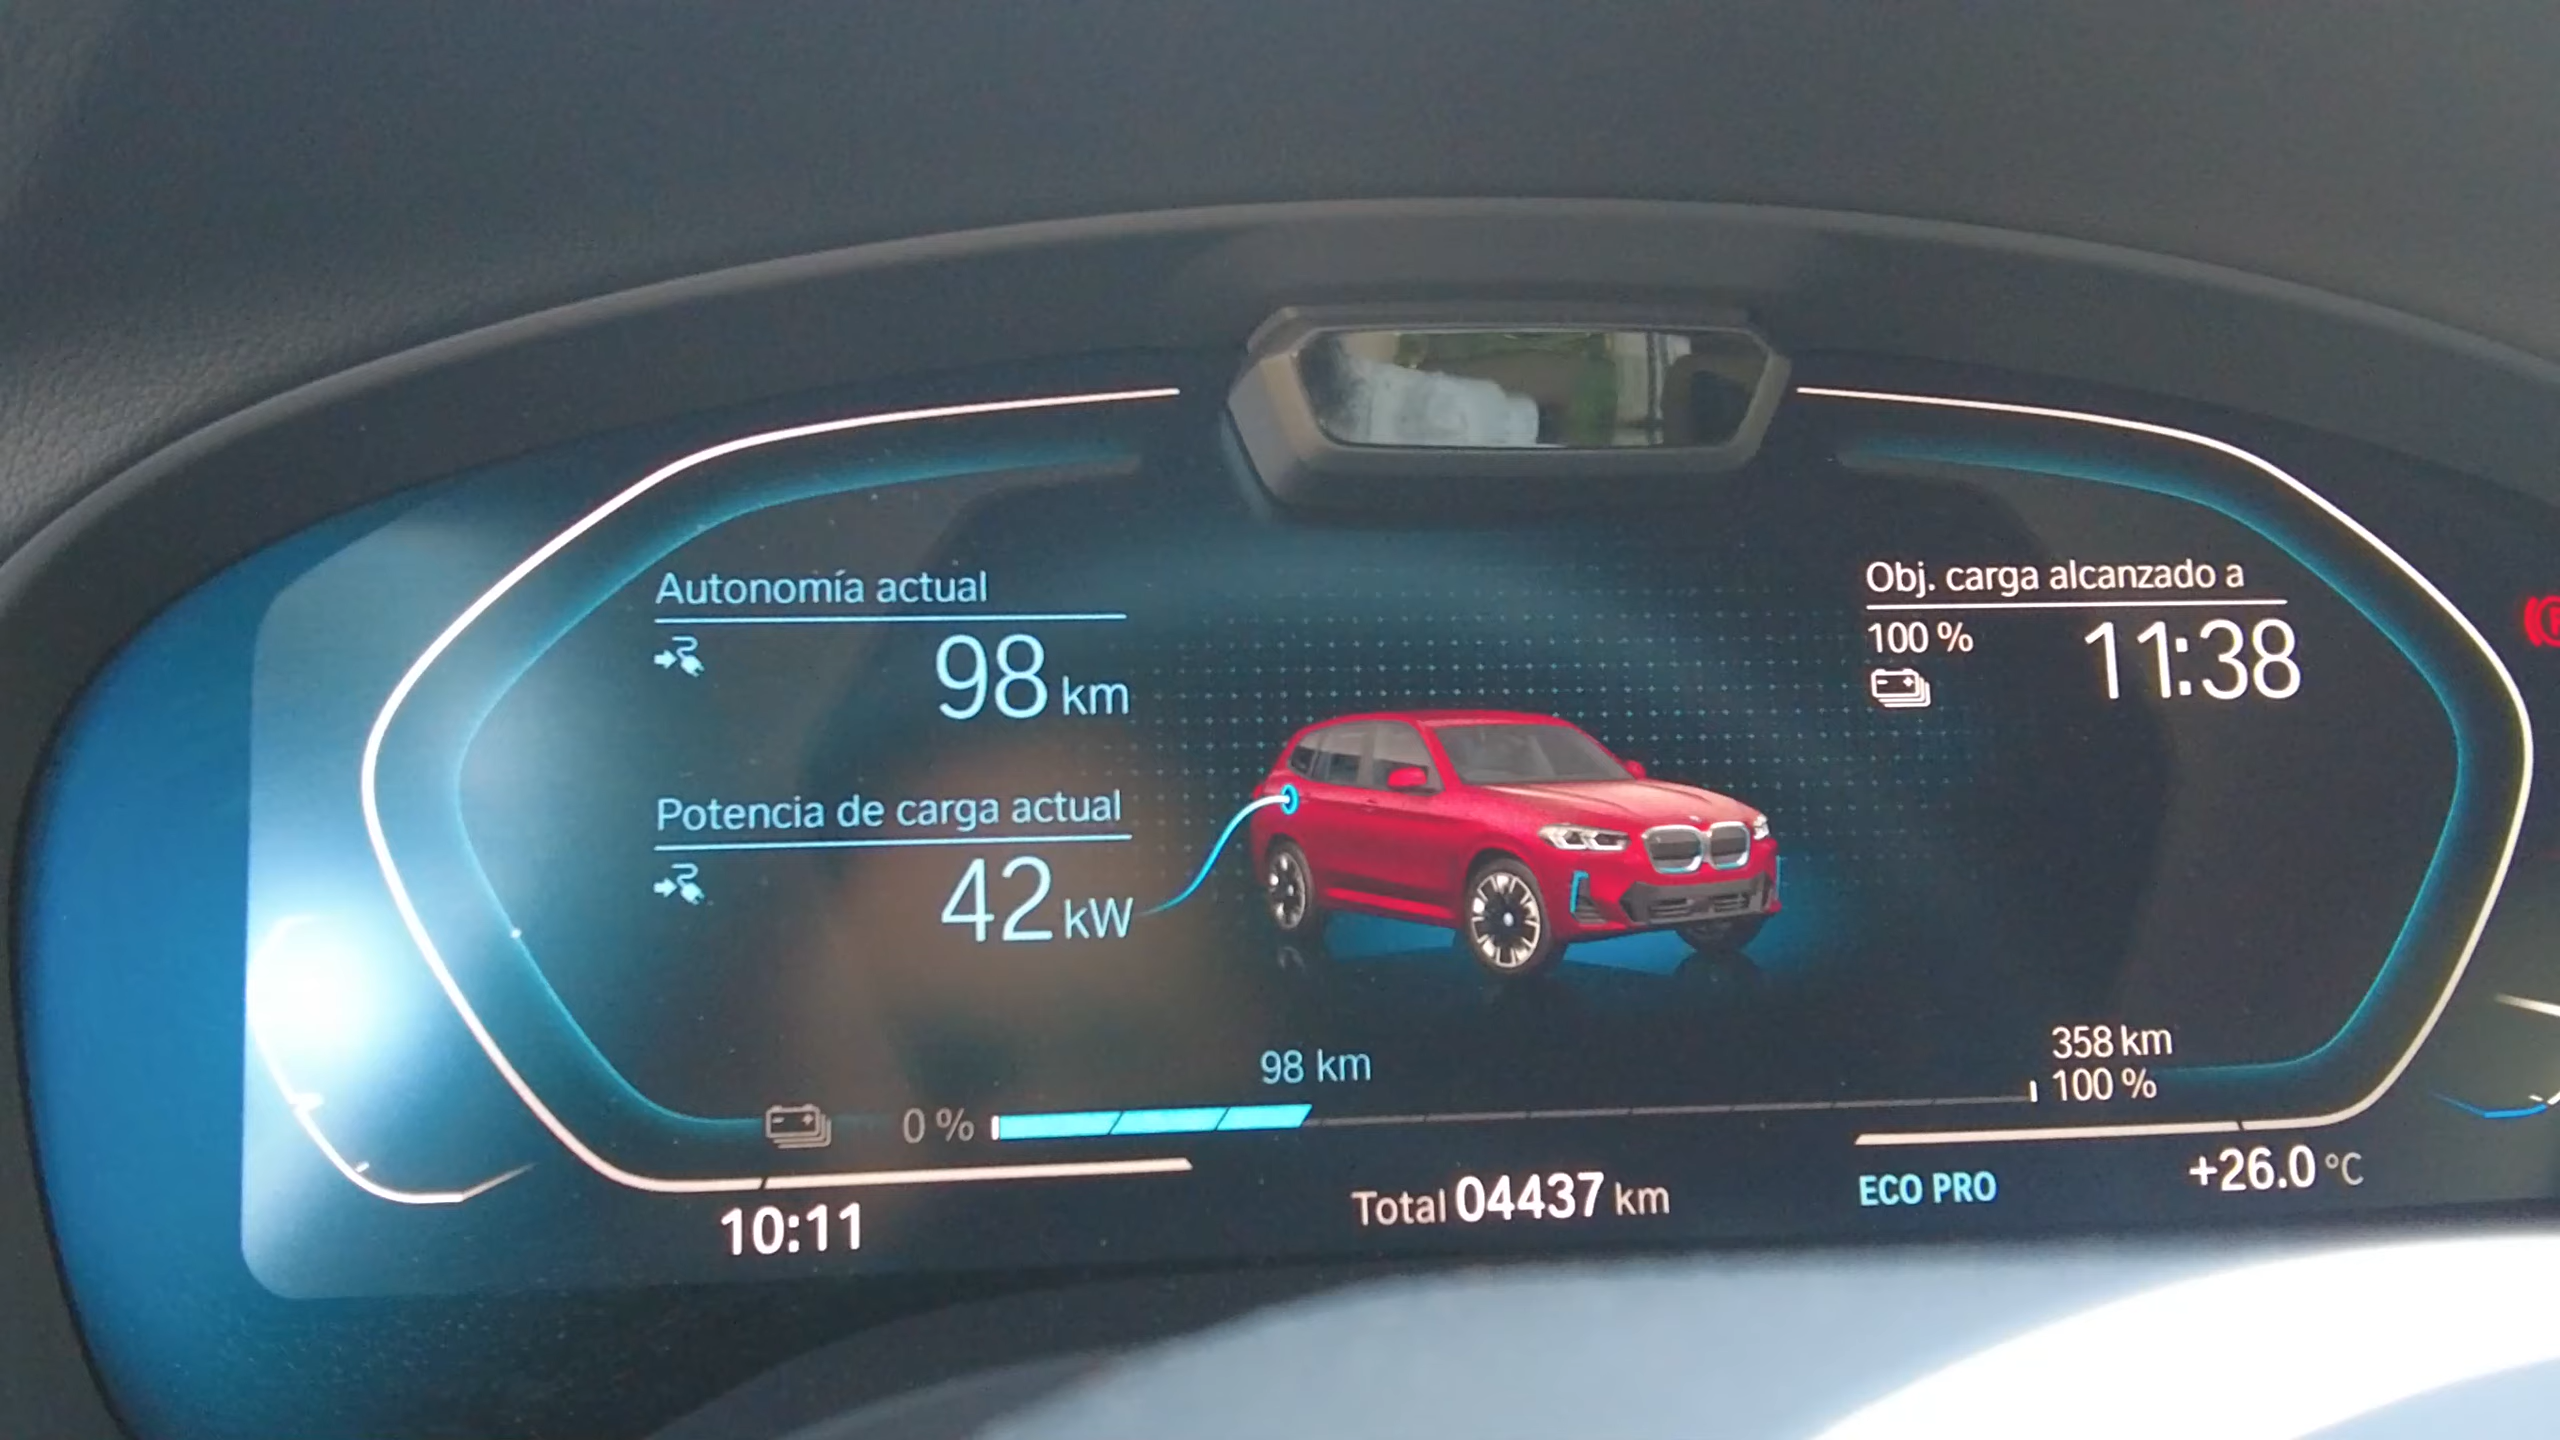 Autonomía actual
98 km
Potencia de carga actual
42 kW
Obj. carga alcanzado a
100 %
11:38
98 km
358 km
0 %
100 %
10:11
Total 04437 km
ECO PRO
+26.0 °C